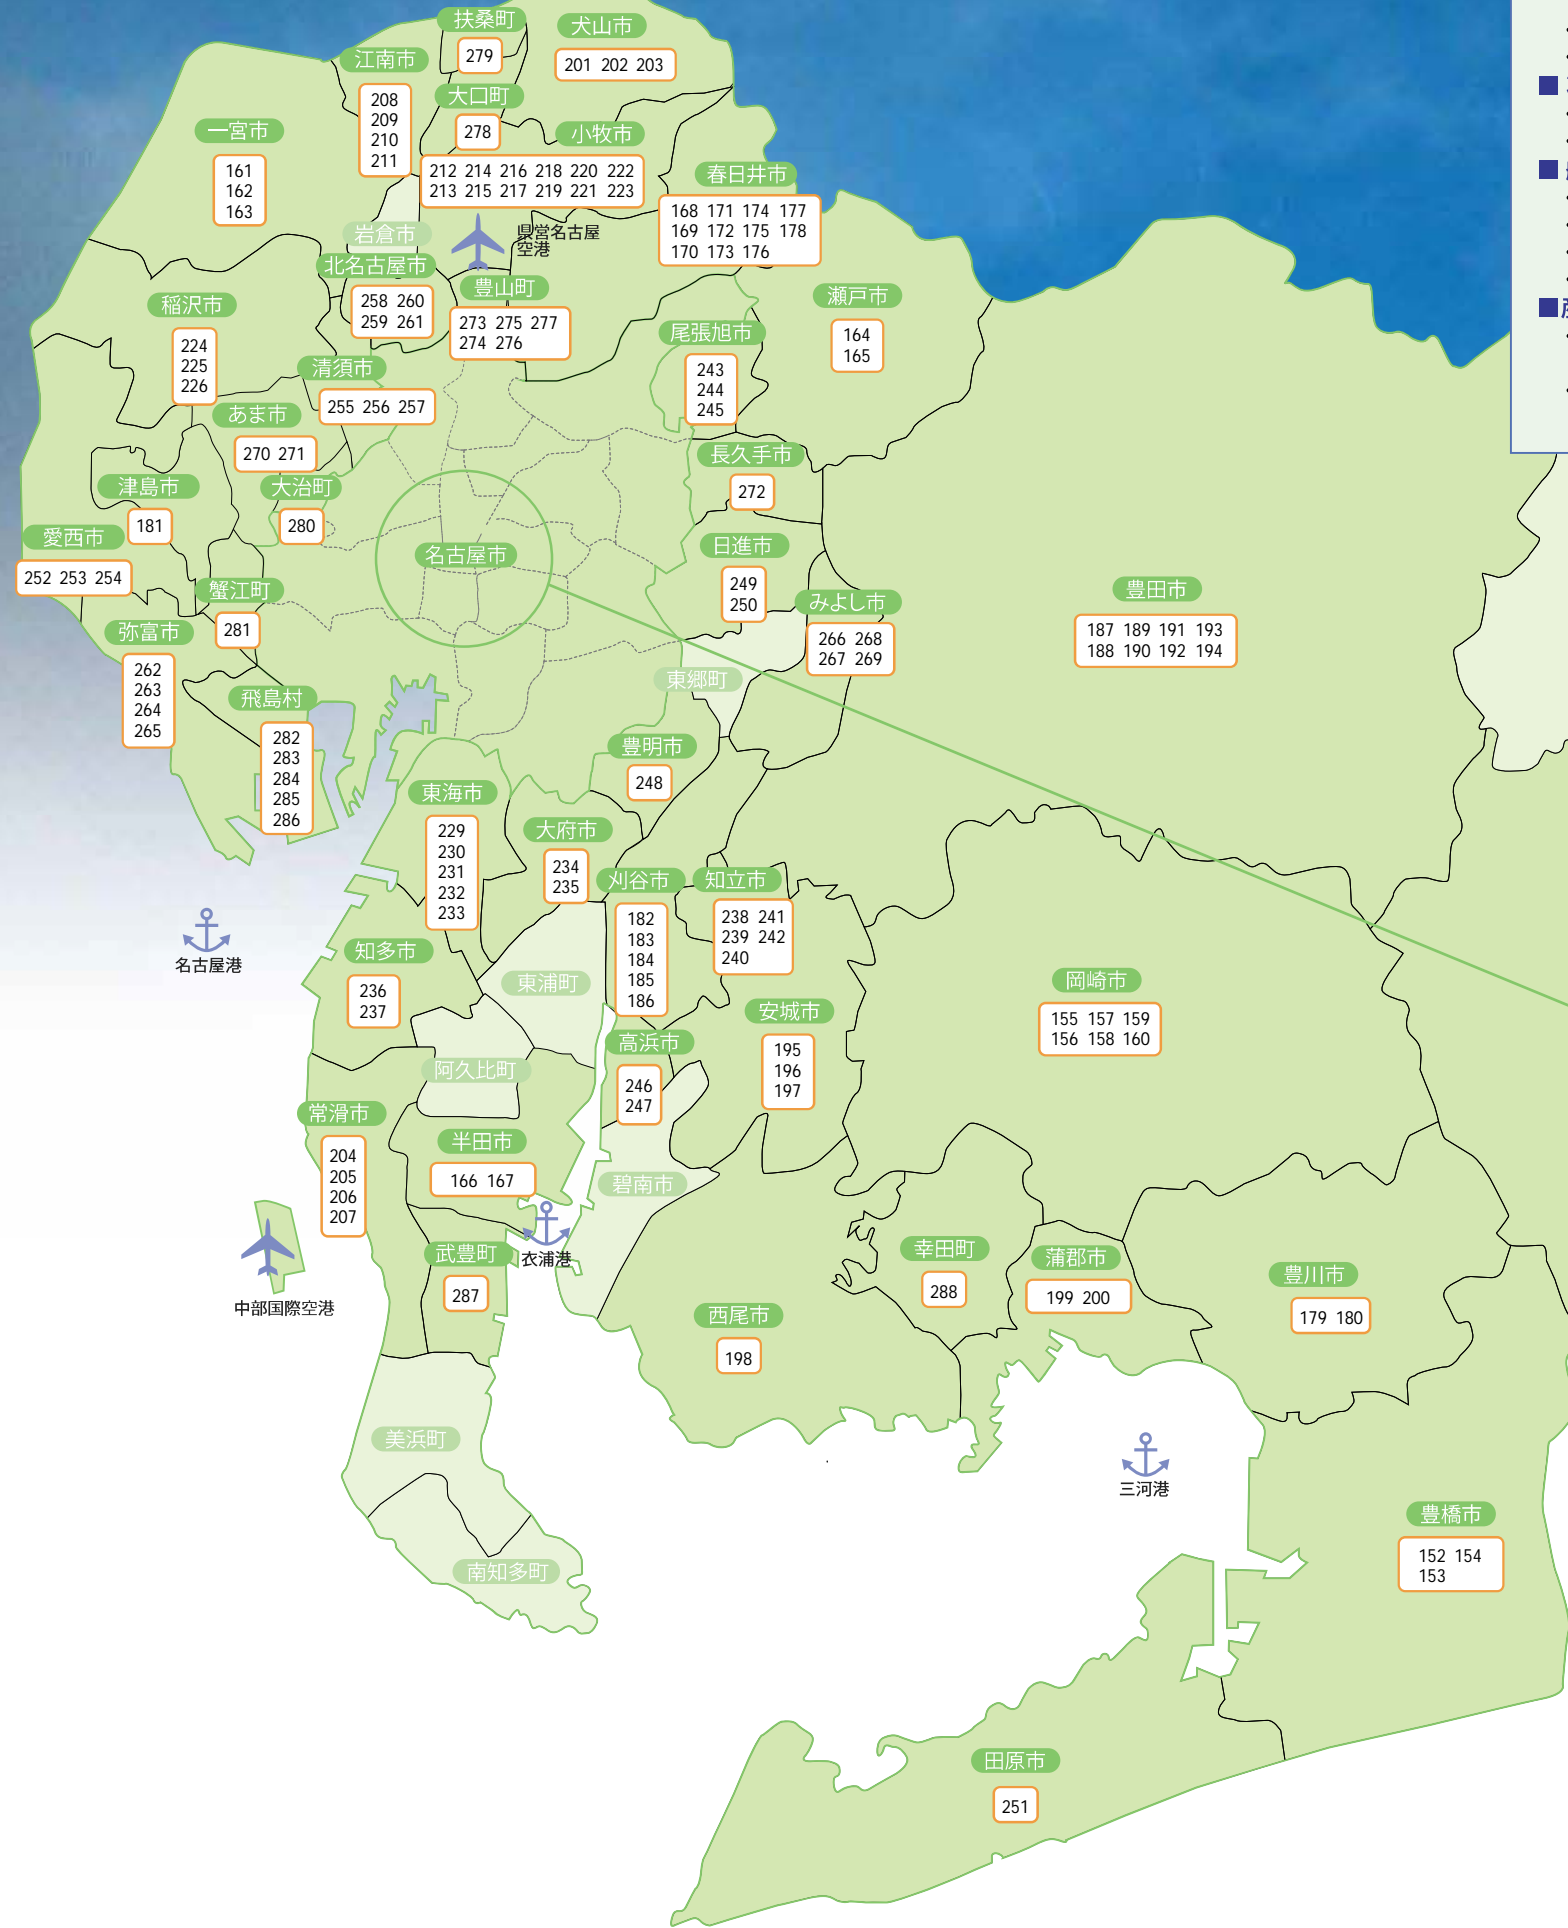 扶桑町
279
犬山市
201 202 203
江南市
208
209
210
211
大口町
278
小牧市
212 214 216 218 220 222
213 215 217 219 221 223
一宮市
161
162
163
春日井市
168 171 174 177
169 172 175 178
170 173 176
岩倉市
県営名古屋
空港
北名古屋市
258 260
259 261
豊山町
273 275 277
274 276
瀬戸市
164
165
稲沢市
224
225
226
尾張旭市
243
244
245
清須市
255 256 257
あま市
270 271
長久手市
272
津島市
181
大治町
280
愛西市
252 253 254
名古屋市
日進市
249
250
蟹江町
281
みよし市
266 268
267 269
豊田市
187 189 191 193
188 190 192 194
弥富市
262
263
264
265
東郷町
飛島村
282
283
284
285
286
豊明市
248
東海市
229
230
231
232
233
大府市
234
235
刈谷市
182
183
184
185
186
知立市
238 241
239 242
240
名古屋港
知多市
236
237
東浦町
岡崎市
155 157 159
156 158 160
安城市
195
196
197
高浜市
246
247
阿久比町
常滑市
204
205
206
207
半田市
166 167
碧南市
衣浦港
武豊町
287
中部国際空港
幸田町
288
蒲郡市
199 200
豊川市
179 180
西尾市
198
美浜町
三河港
豊橋市
152 154
153
南知多町
田原市
251